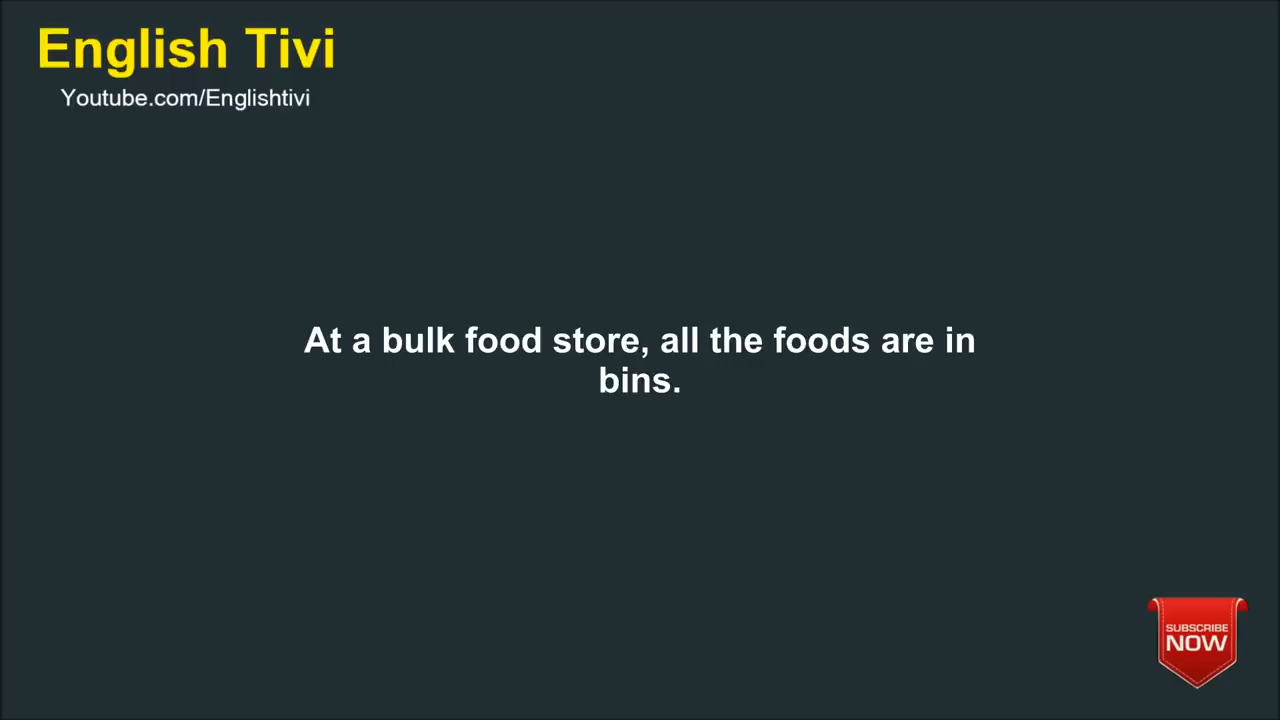 English Tivi
Youtube.com/Englishtivi
At a bulk food store, all the foods are in
bins.
SUBSCRIBE
NOW